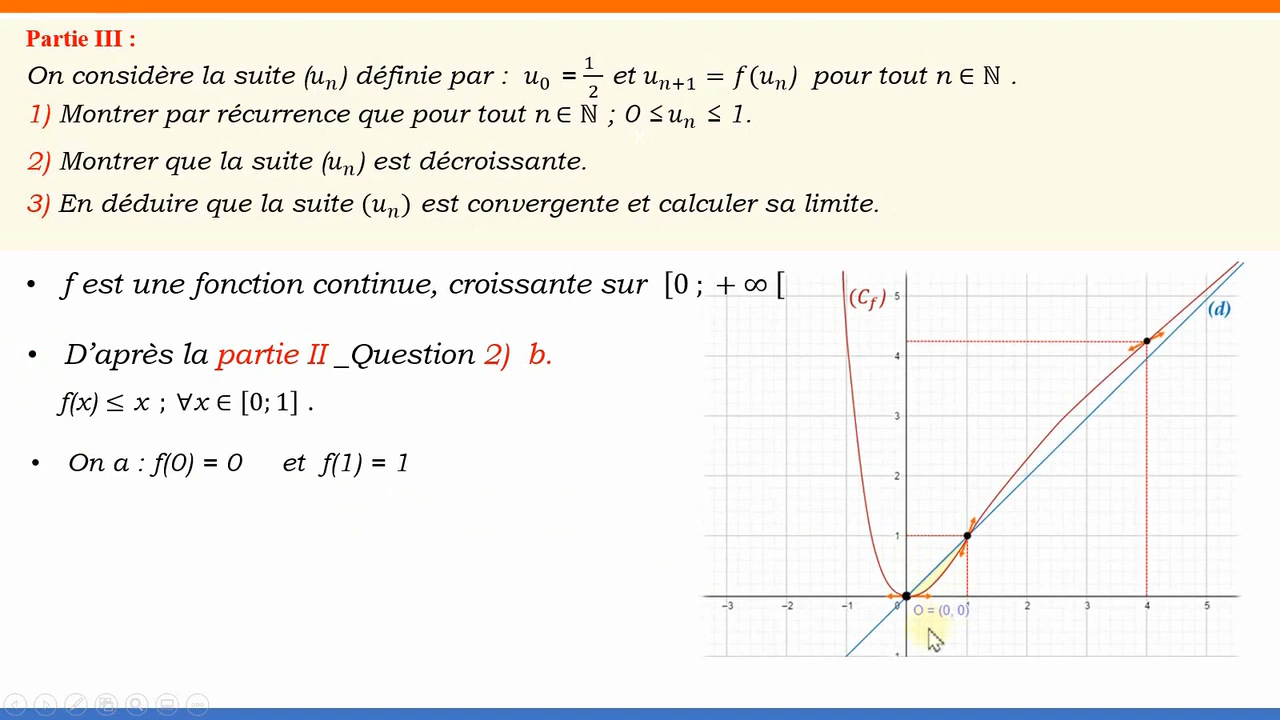 Partie III :
On considère la suite (uₙ) définie par : u₀ = 1/2 et uₙ₊₁ = f(uₙ) pour tout n ∈ ℕ .
1) Montrer par récurrence que pour tout n ∈ ℕ ; 0 ≤ uₙ ≤ 1.
2) Montrer que la suite (uₙ) est décroissante.
3) En déduire que la suite (uₙ) est convergente et calculer sa limite.
• f est une fonction continue, croissante sur [0 ; + ∞ [
• D’après la partie II _Question 2) b.
f(x) ≤ x ; ∀x ∈ [0; 1] .
• On a : f(0) = 0 et f(1) = 1
(C_f) 5
(d)
4
3
2
1
−3 −2 −1 0 1 2 3 4 5
O = (0, 0)